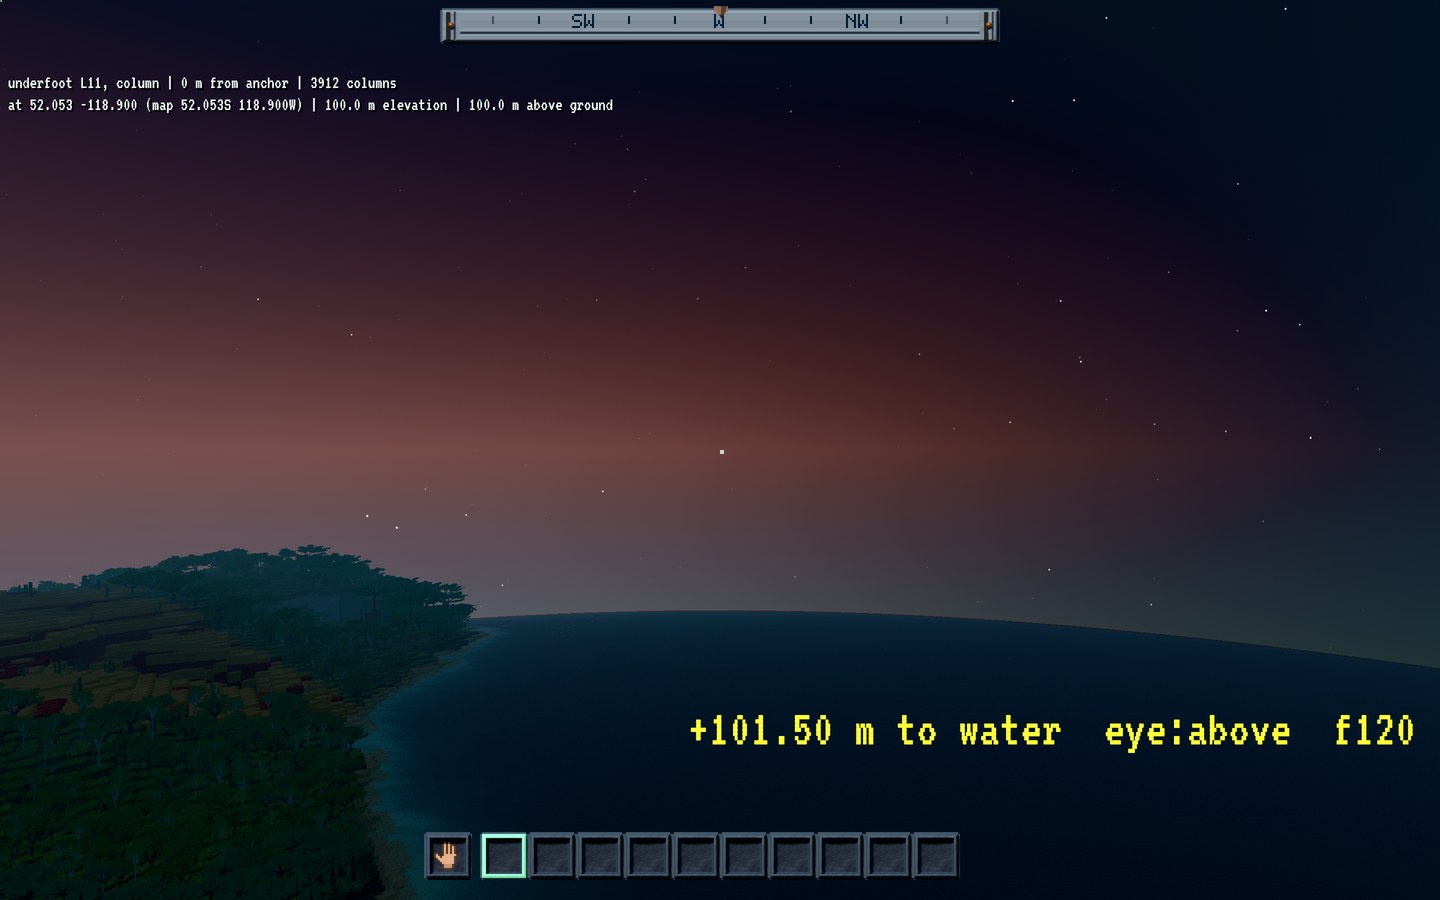 SW W NW
underfoot L11, column | 0 m from anchor | 3912 columns
at 52.053 -118.900 (map 52.053S 118.900W) | 100.0 m elevation | 100.0 m above ground
+101.50 m to water eye:above f120